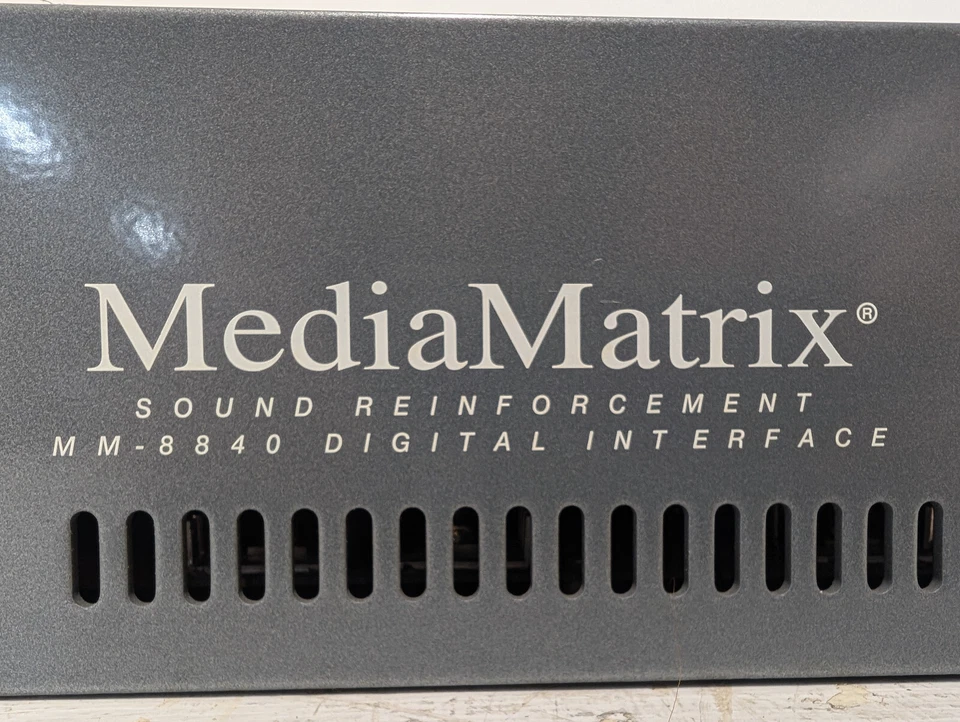 MediaMatrix®
SOUND REINFORCEMENT
MM-8840 DIGITAL INTERFACE